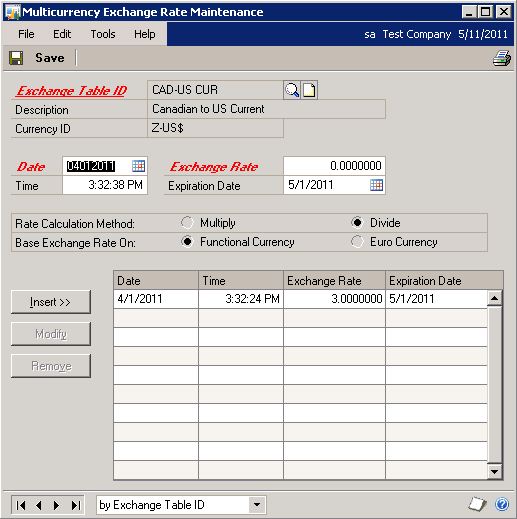 Multicurrency Exchange Rate Maintenance
File Edit Tools Help sa Test Company 5/11/2011
Save
Exchange Table ID CAD-US CUR
Description Canadian to US Current
Currency ID Z-US$
Date 04012011 Exchange Rate 0.0000000
Time 3:32:38 PM Expiration Date 5/1/2011
Rate Calculation Method: Multiply Divide
Base Exchange Rate On: Functional Currency Euro Currency
Date Time Exchange Rate Expiration Date
Insert >> 4/1/2011 3:32:24 PM 3.0000000 5/1/2011
Modify
Remove
by Exchange Table ID